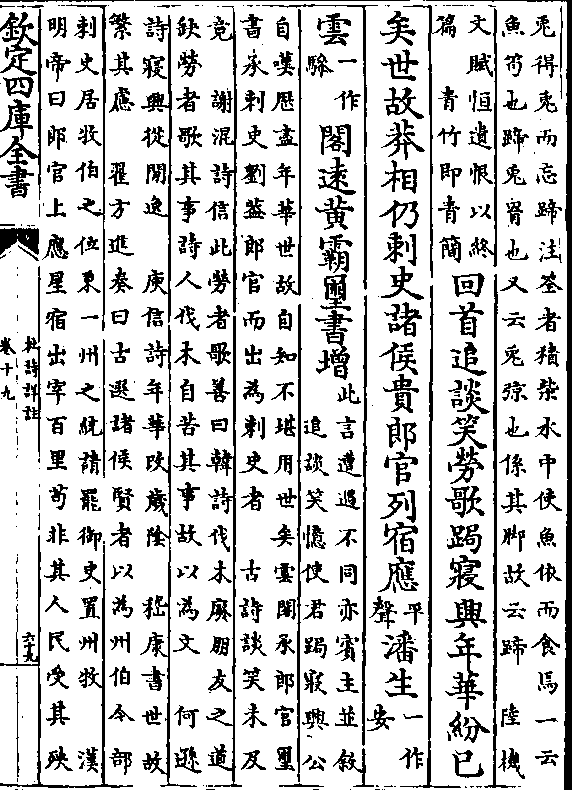 兎得兎而忘蹄注荃者積柴水中使魚依而食焉一云
魚笱也蹄兎罥也又云兎弶也係其脚故云蹄　陸機
文賦恒遺恨以終
篇　青竹即青簡
回首追談笑勞歌跼寢興年華紛已
矣世故莽相仍刺史諸侯貴郎官列宿應平聲潘生一作安
雲一作驂閣遠黄霸璽書增
此言遭遇不同亦賓主並敘
追談笑憶使君跼寢興公
自嘆歴盡年華世故自知不堪用世矣雲閣承郎官璽
書承刺史劉葢郎官而出為刺史者　古詩談笑未及
竟　謝混詩信此勞者歌善曰韓詩伐木廢朋友之道
缺勞者歌其事詩人伐木自苦其事故以為文　何遜
詩寢興從閒逸　庾信詩年華改歲陰　嵇康書世故
繁其慮　翟方進奏曰古選諸侯賢者以為州伯今部
刺史居牧伯之位秉一州之統請罷御史置州牧　漢
明帝曰郎官上應星宿出宰百里茍非其人民受其殃
欽定四庫全書
杜詩詳註
卷十九